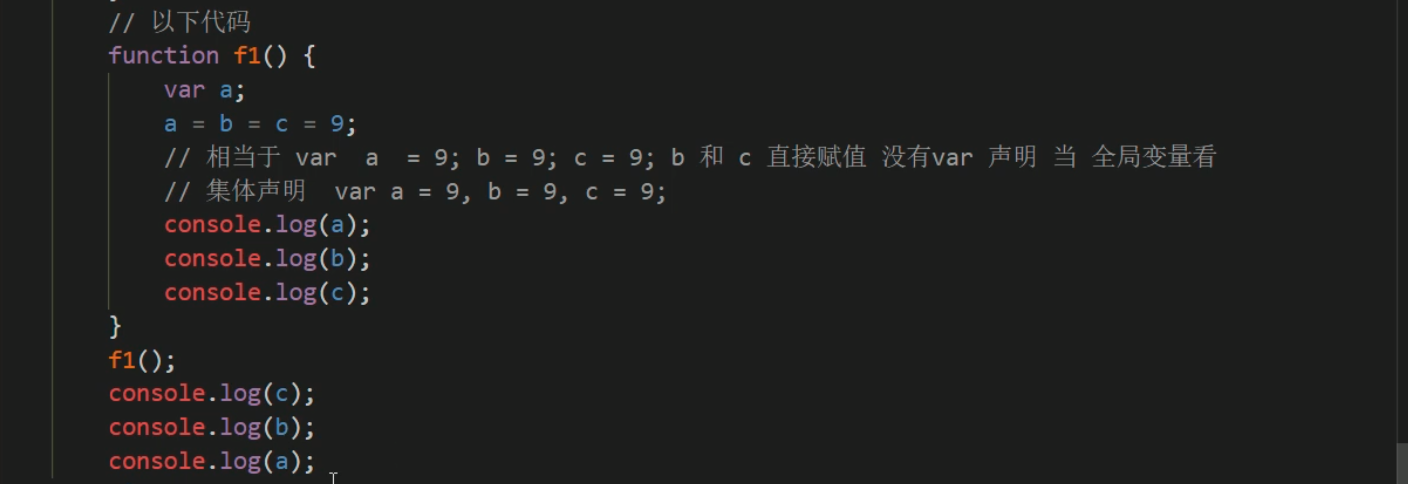 // 以下代码
function f1() {
var a;
a = b = c = 9;
// 相当于 var  a  = 9; b = 9; c = 9; b 和 c 直接赋值 没有var 声明 当 全局变量看
// 集体声明  var a = 9, b = 9, c = 9;
console.log(a);
console.log(b);
console.log(c);
}
f1();
console.log(c);
console.log(b);
console.log(a);